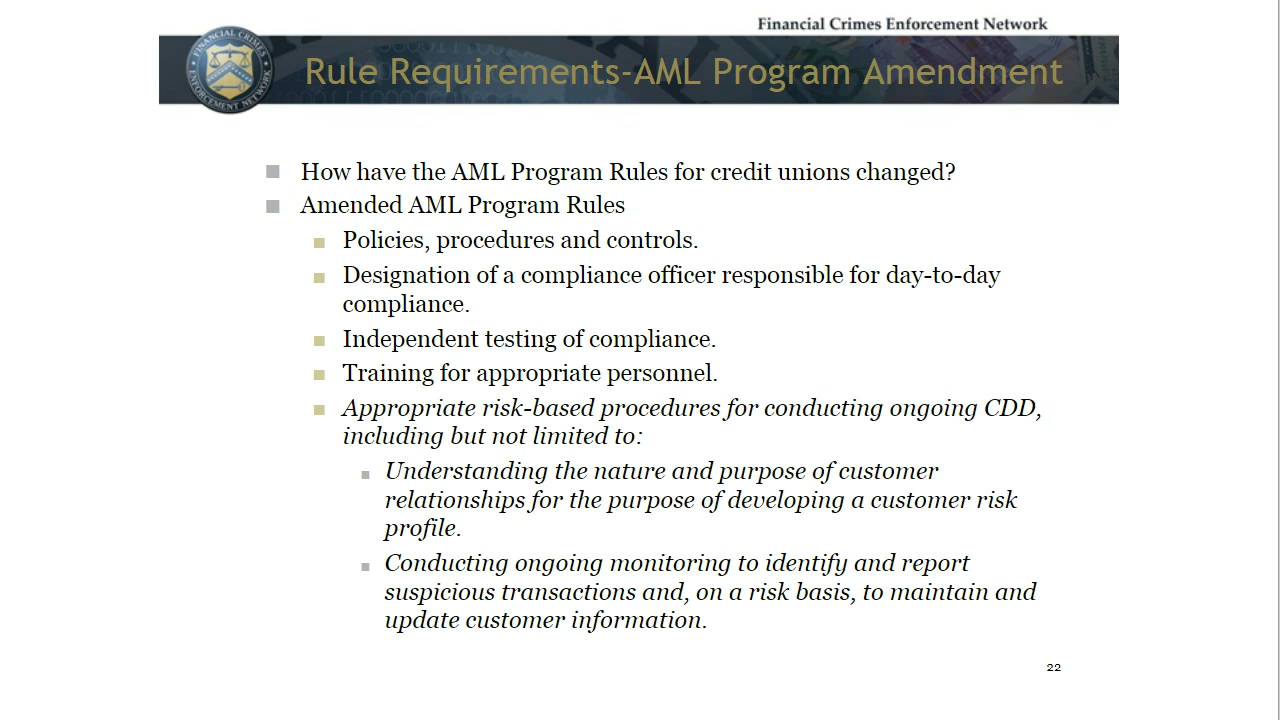 Financial Crimes Enforcement Network
FINANCIAL CRIMES
ENFORCEMENT NETWORK
Rule Requirements-AML Program Amendment
How have the AML Program Rules for credit unions changed?
Amended AML Program Rules
Policies, procedures and controls.
Designation of a compliance officer responsible for day-to-day
compliance.
Independent testing of compliance.
Training for appropriate personnel.
Appropriate risk-based procedures for conducting ongoing CDD,
including but not limited to:
Understanding the nature and purpose of customer
relationships for the purpose of developing a customer risk
profile.
Conducting ongoing monitoring to identify and report
suspicious transactions and, on a risk basis, to maintain and
update customer information.
22